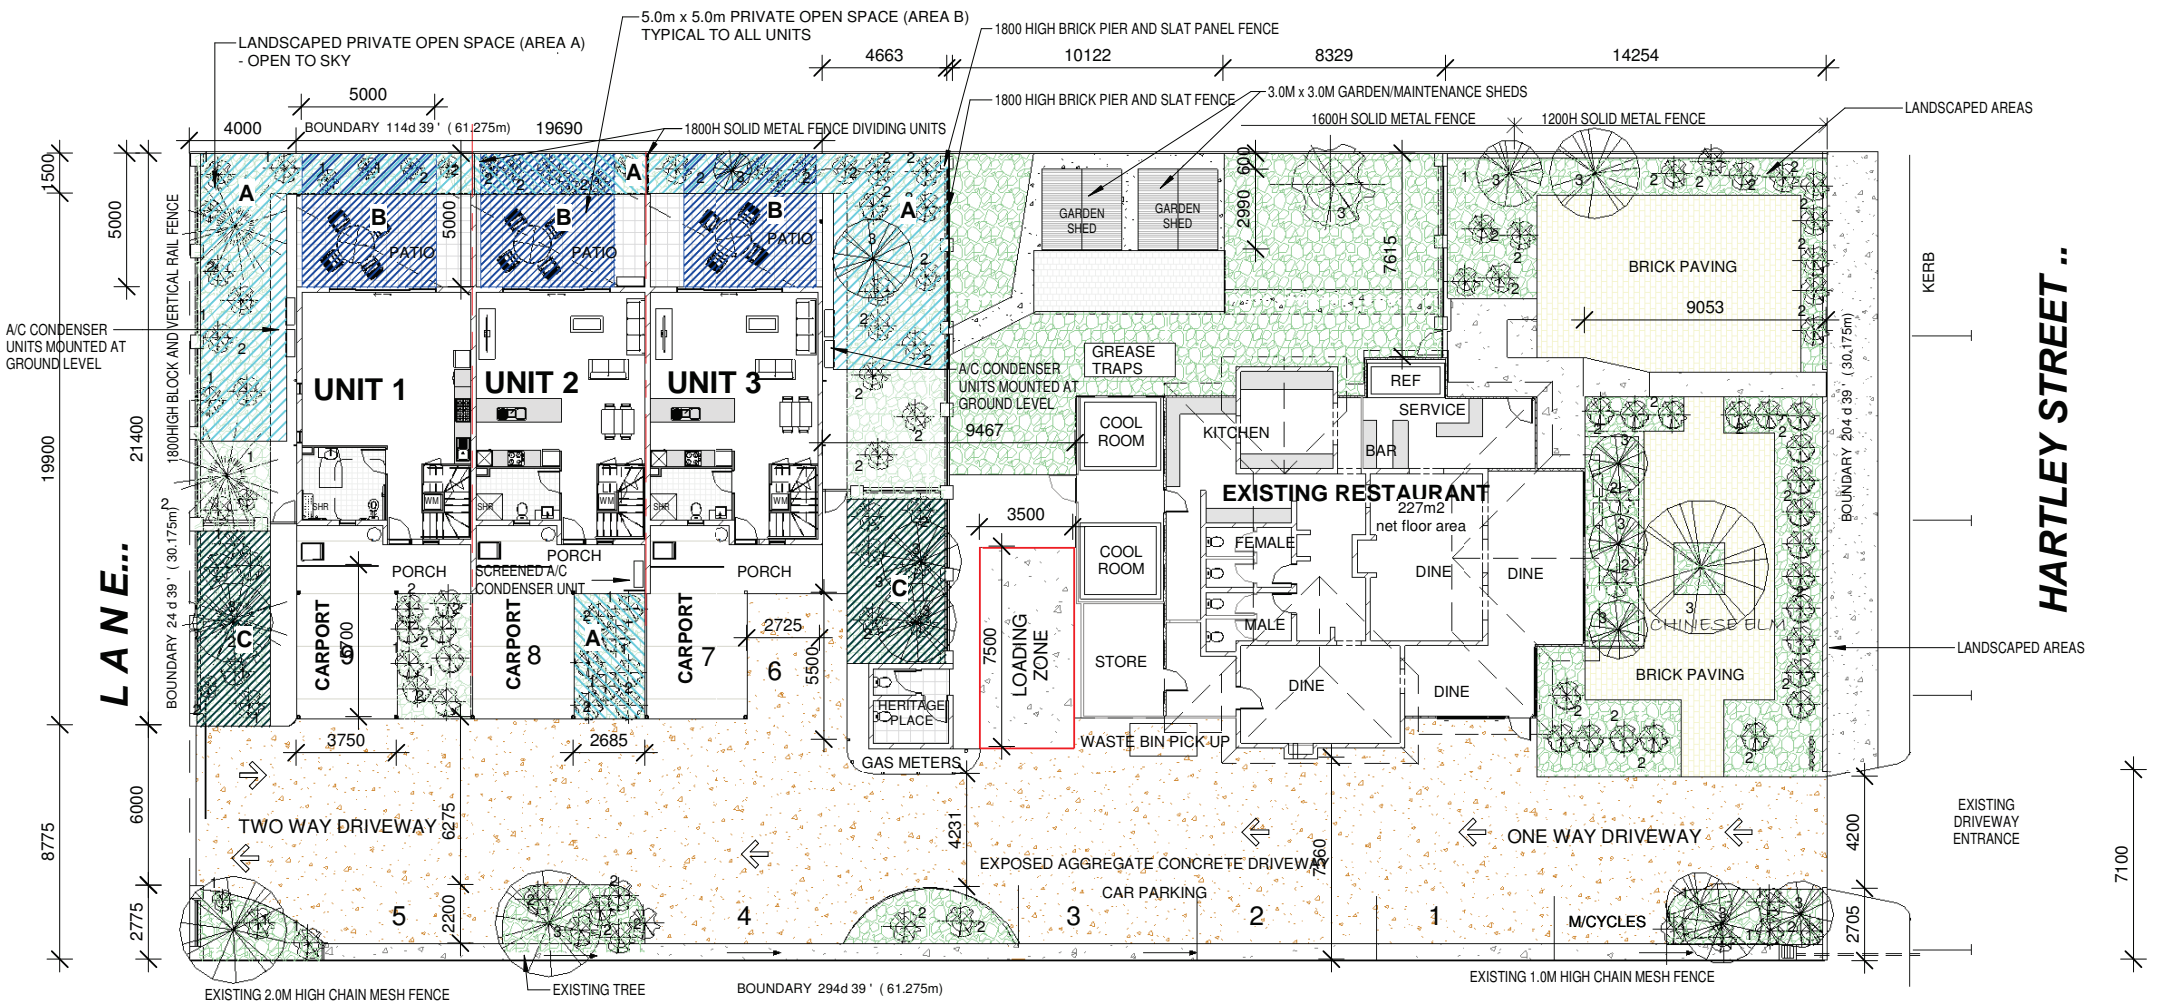 5.0m x 5.0m PRIVATE OPEN SPACE (AREA B)
TYPICAL TO ALL UNITS
LANDSCAPED PRIVATE OPEN SPACE (AREA A)
- OPEN TO SKY
1800 HIGH BRICK PIER AND SLAT PANEL FENCE
4663
10122
8329
14254
5000
1800 HIGH BRICK PIER AND SLAT FENCE
3.0M x 3.0M GARDEN/MAINTENANCE SHEDS
LANDSCAPED AREAS
4000
BOUNDARY 114d 39 ' ( 61.275m)
19690
1800H SOLID METAL FENCE DIVIDING UNITS
1600H SOLID METAL FENCE
1200H SOLID METAL FENCE
1500
5000
19900
21400
1800HIGH BLOCK AND VERTICAL RAIL FENCE
BOUNDARY 24 d 39 ' ( 30.175m)
A
A
A
B
B
B
PATIO
PATIO
PATIO
5000
GARDEN
SHED
GARDEN
SHED
600
2990
7615
BRICK PAVING
9053
KERB
HARTLEY STREET ..
BOUNDARY 204 d 39 ' ( 30.175m)
A/C CONDENSER
UNITS MOUNTED AT
GROUND LEVEL
UNIT 1
UNIT 2
UNIT 3
A/C CONDENSER
UNITS MOUNTED AT
GROUND LEVEL
9467
GREASE
TRAPS
REF
SERVICE
KITCHEN
BAR
COOL
ROOM
EXISTING RESTAURANT
227m2
net floor area
SHR
WM
SHR
WM
SHR
WM
3500
COOL
ROOM
FEMALE
MALE
DINE
DINE
DINE
DINE
STORE
PORCH
PORCH
PORCH
SCREENED A/C
CONDENSER UNIT
LANE...
C
C
A
CARPORT
9
5700
CARPORT
8
CARPORT
7
6
2725
5500
7500
LOADING
ZONE
HERITAGE
PLACE
CHINESE ELM
BRICK PAVING
LANDSCAPED AREAS
3750
2685
GAS METERS
WASTE BIN PICK UP
8775
6000
2775
TWO WAY DRIVEWAY
6275
2200
4231
7560
EXPOSED AGGREGATE CONCRETE DRIVEWAY
CAR PARKING
ONE WAY DRIVEWAY
4200
2705
7100
EXISTING
DRIVEWAY
ENTRANCE
5
4
3
2
1
M/CYCLES
EXISTING 2.0M HIGH CHAIN MESH FENCE
EXISTING TREE
BOUNDARY 294d 39 ' ( 61.275m)
EXISTING 1.0M HIGH CHAIN MESH FENCE